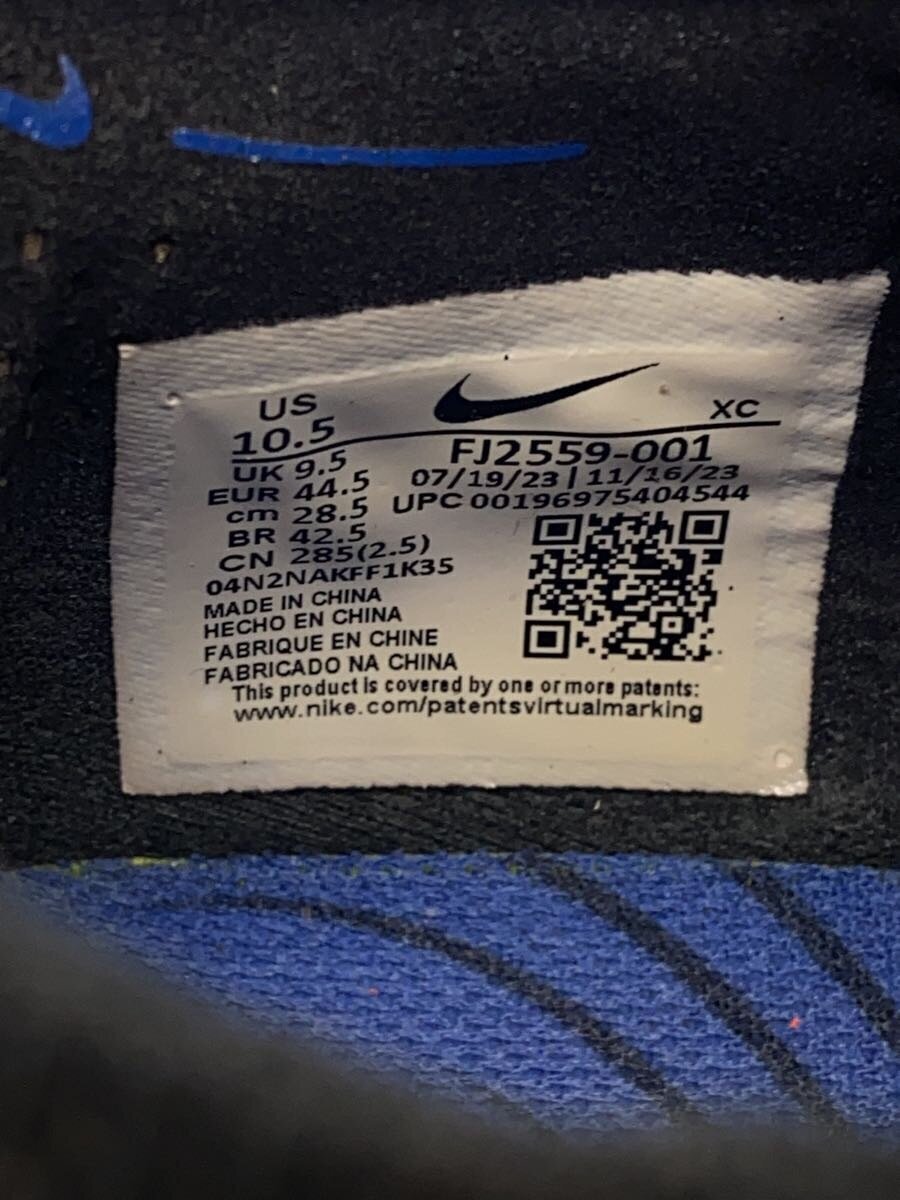 US
10.5
XC
UK 9.5
FJ2559-001
EUR 44.5
07/19/23 | 11/16/23
cm 28.5
UPC 00196975404544
BR 42.5
CN 285(2.5)
04N2NAKFF1K35
MADE IN CHINA
HECHO EN CHINA
FABRIQUE EN CHINE
FABRICADO NA CHINA
This product is covered by one or more patents:
www.nike.com/patentsvirtualmarking